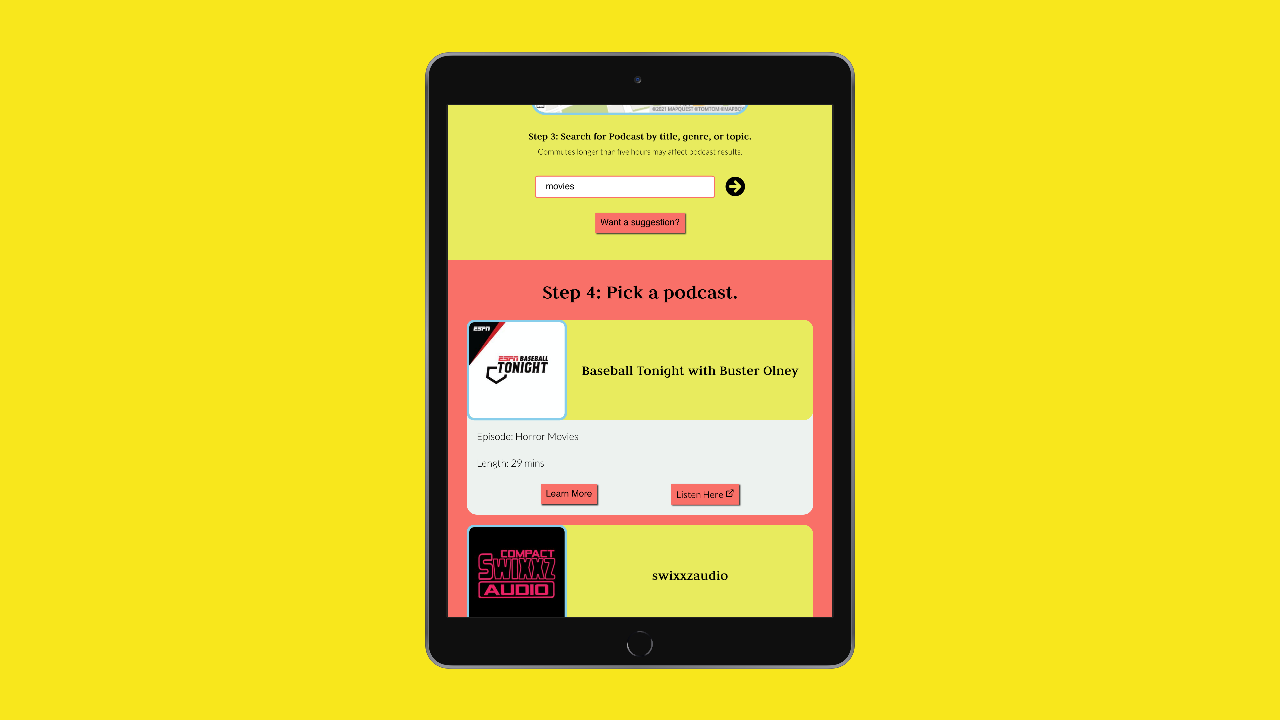 ©2021 MAPQUEST ©TOMTOM ©MAPBOX
Step 3: Search for Podcast by title, genre, or topic.
Commutes longer than five hours may affect podcast results.
movies
Want a suggestion?
Step 4: Pick a podcast.
ESPN
ESPN BASEBALL
TONIGHT
Baseball Tonight with Buster Olney
Episode: Horror Movies
Length: 29 mins
Learn More
Listen Here
COMPACT
SWIXXZ
AUDIO
swixxzaudio